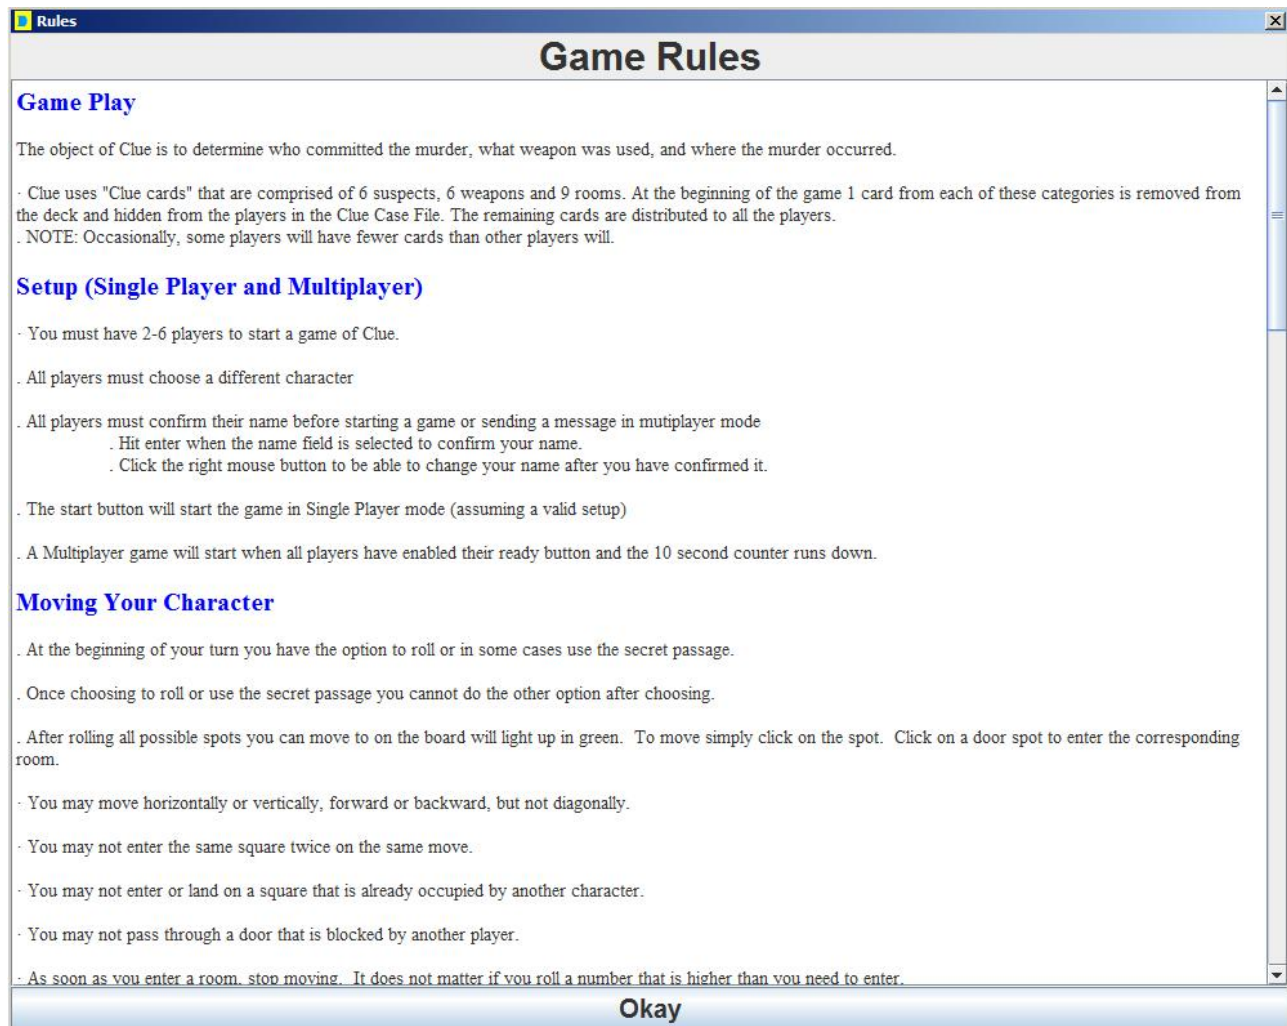 Rules
Game Rules
Game Play
The object of Clue is to determine who committed the murder, what weapon was used, and where the murder occurred.
· Clue uses "Clue cards" that are comprised of 6 suspects, 6 weapons and 9 rooms. At the beginning of the game 1 card from each of these categories is removed from
the deck and hidden from the players in the Clue Case File. The remaining cards are distributed to all the players.
. NOTE: Occasionally, some players will have fewer cards than other players will.
Setup (Single Player and Multiplayer)
· You must have 2-6 players to start a game of Clue.
. All players must choose a different character
. All players must confirm their name before starting a game or sending a message in mutiplayer mode
. Hit enter when the name field is selected to confirm your name.
. Click the right mouse button to be able to change your name after you have confirmed it.
. The start button will start the game in Single Player mode (assuming a valid setup)
. A Multiplayer game will start when all players have enabled their ready button and the 10 second counter runs down.
Moving Your Character
. At the beginning of your turn you have the option to roll or in some cases use the secret passage.
. Once choosing to roll or use the secret passage you cannot do the other option after choosing.
. After rolling all possible spots you can move to on the board will light up in green.  To move simply click on the spot.  Click on a door spot to enter the corresponding
room.
· You may move horizontally or vertically, forward or backward, but not diagonally.
· You may not enter the same square twice on the same move.
· You may not enter or land on a square that is already occupied by another character.
· You may not pass through a door that is blocked by another player.
· As soon as you enter a room, stop moving.  It does not matter if you roll a number that is higher than you need to enter.
Okay